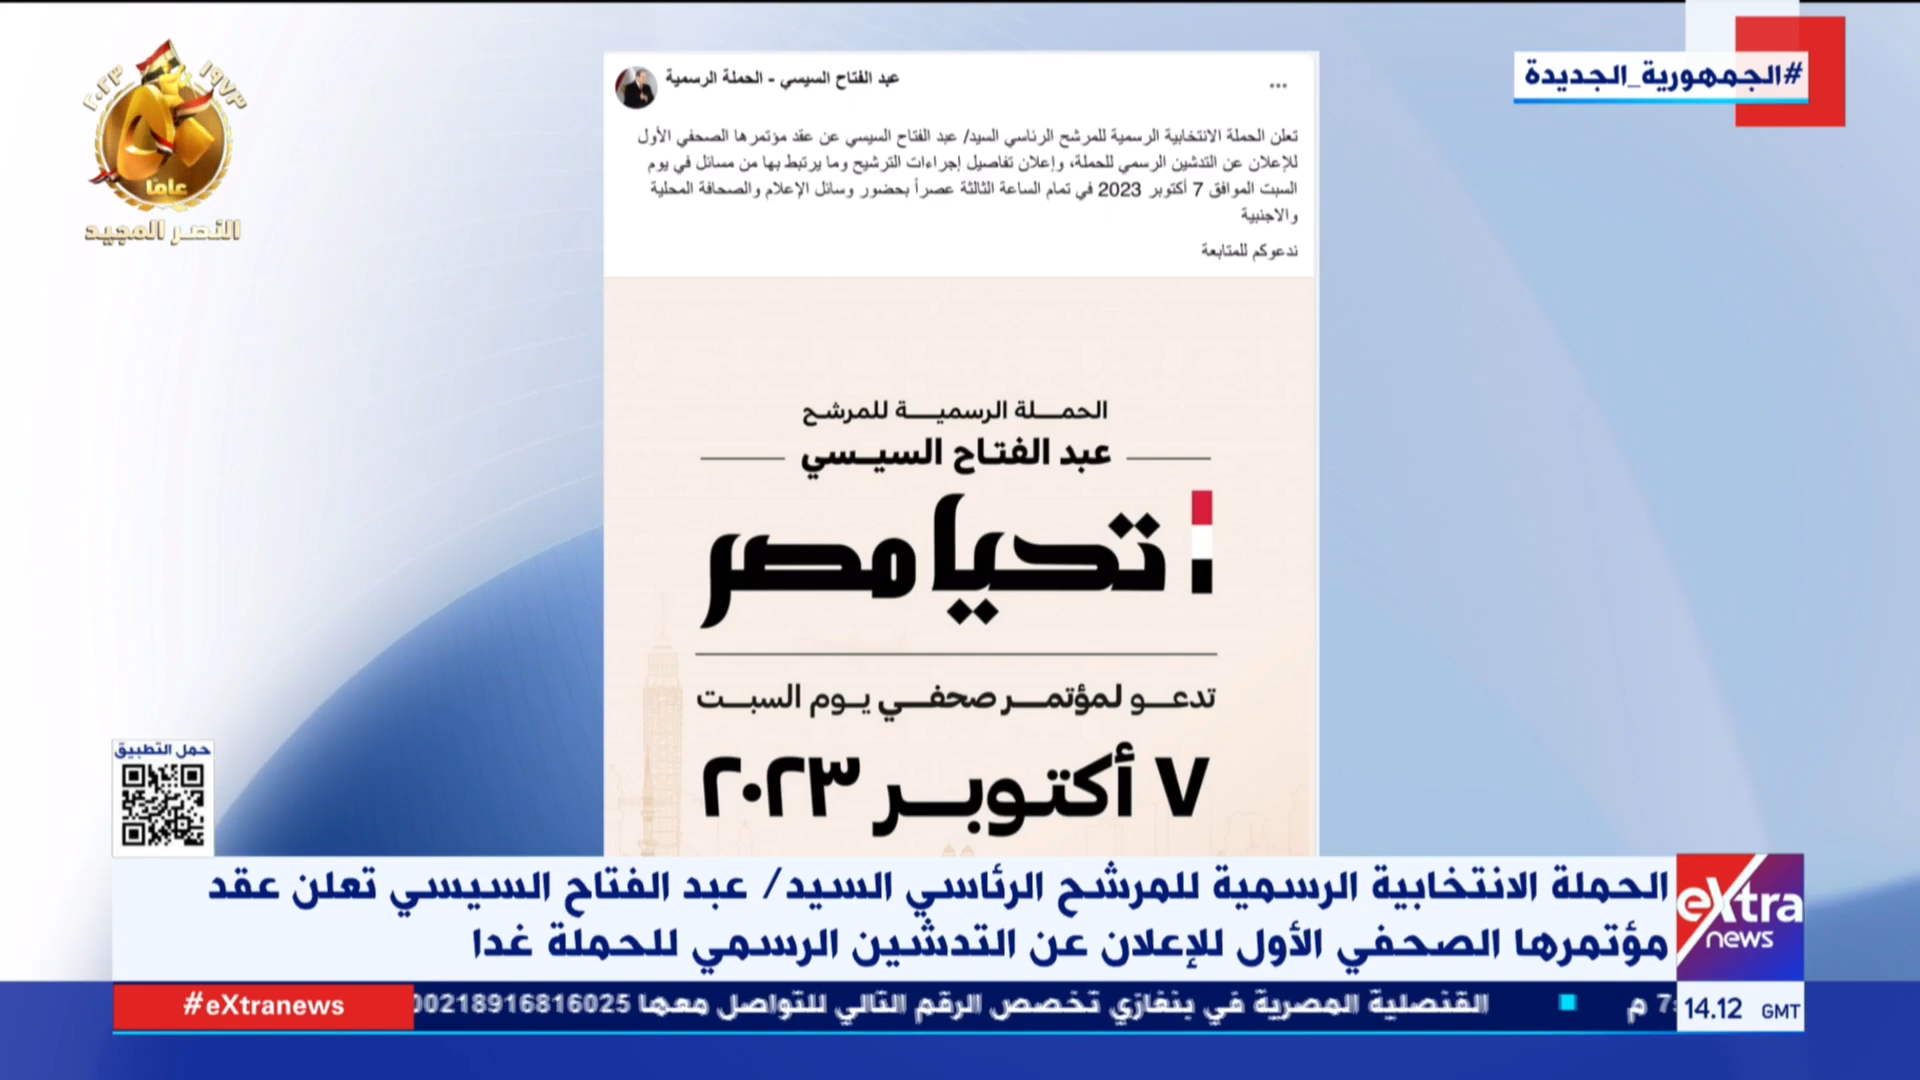 ١٩٧٣
٢٠٢٣
٥٠
عامًا
النصر المجيد
#الجمهورية_الجديدة
عبد الفتاح السيسي - الحملة الرسمية
...
تعلن الحملة الانتخابية الرسمية للمرشح الرئاسي السيد/ عبد الفتاح السيسي عن عقد مؤتمرها الصحفي الأول
للإعلان عن التدشين الرسمي للحملة، وإعلان تفاصيل إجراءات الترشيح وما يرتبط بها من مسائل في يوم
السبت الموافق 7 أكتوبر 2023 في تمام الساعة الثالثة عصراً بحضور وسائل الإعلام والصحافة المحلية
والاجنبية
ندعوكم للمتابعة
الحملة الرسمية للمرشح
عبد الفتاح السيسي
تحيا مصر
تدعو لمؤتمر صحفي يوم السبت
٧ أكتوبر ٢٠٢٣
حمل التطبيق
الحملة الانتخابية الرسمية للمرشح الرئاسي السيد/ عبد الفتاح السيسي تعلن عقد
مؤتمرها الصحفي الأول للإعلان عن التدشين الرسمي للحملة غدا
eXtra
news
م القنصلية المصرية في بنغازي تخصص الرقم التالي للتواصل معها 00218916816025
#eXtranews
14.12 GMT